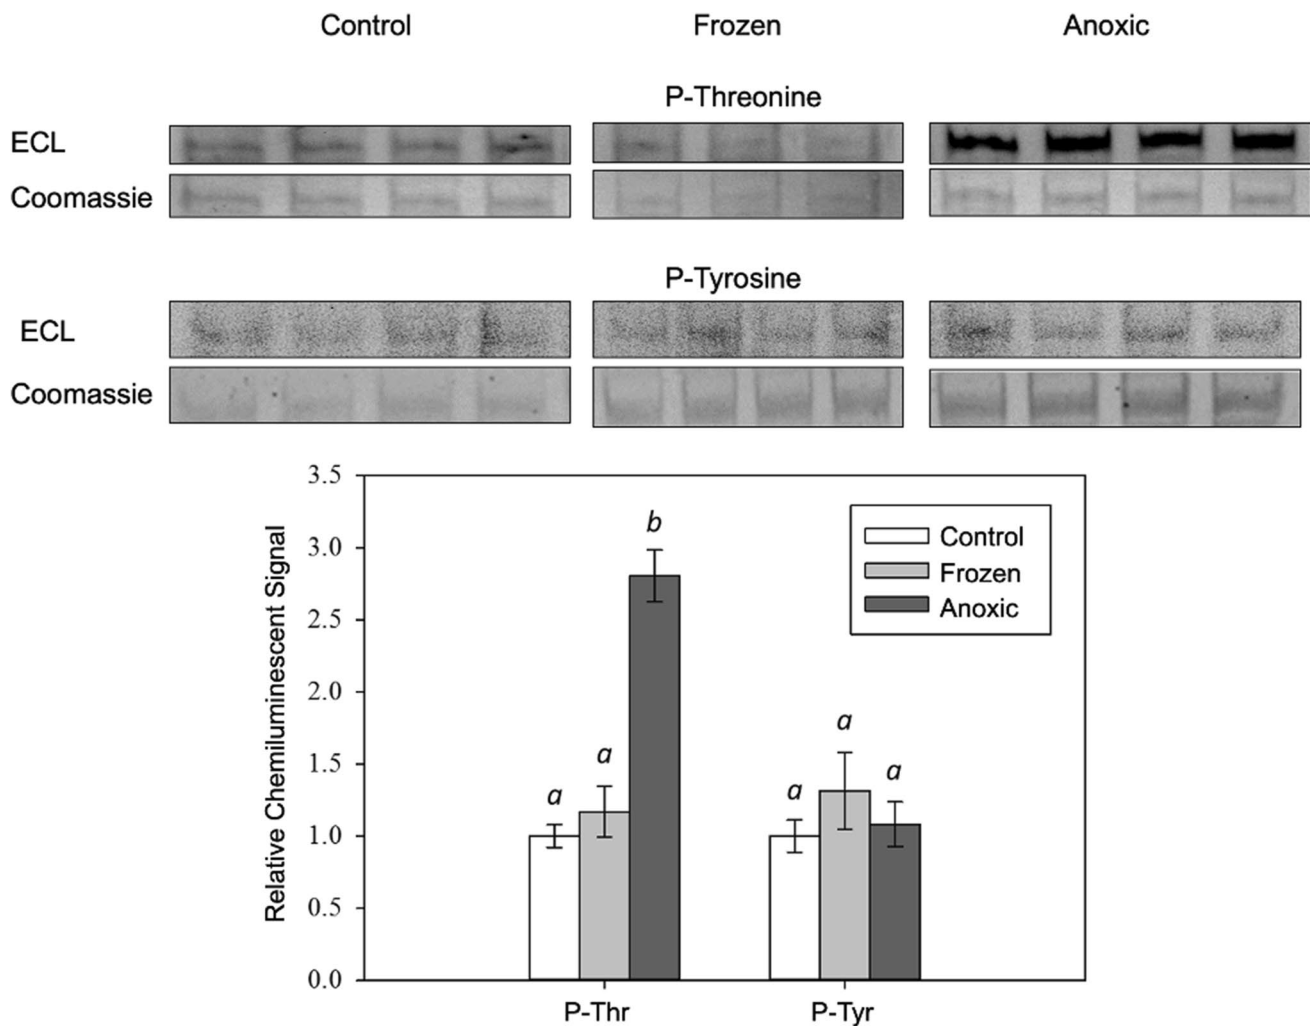 Control Frozen Anoxic
P-Threonine
ECL
Coomassie
P-Tyrosine
ECL
Coomassie
Relative Chemiluminescent Signal
3.5
3.0
2.5
2.0
1.5
1.0
0.5
0.0
a
a
b
a
a
a
Control
Frozen
Anoxic
P-Thr P-Tyr